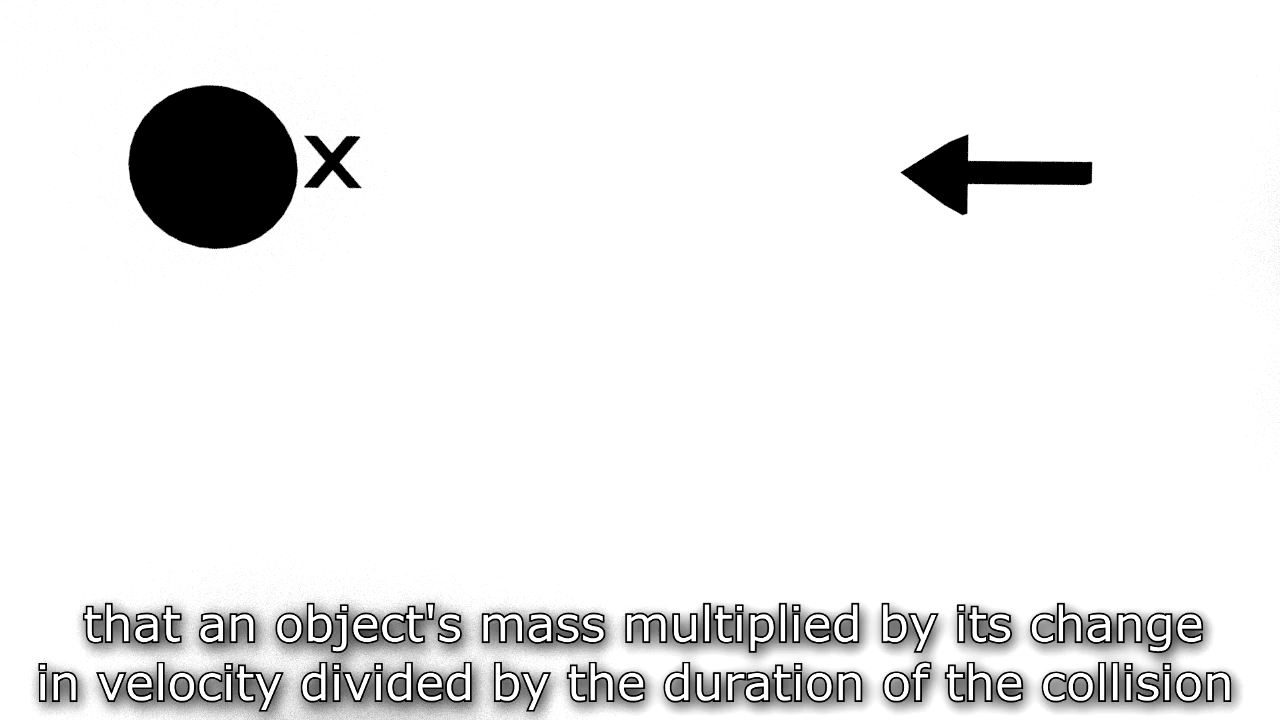 x
that an object's mass multiplied by its change
in velocity divided by the duration of the collision